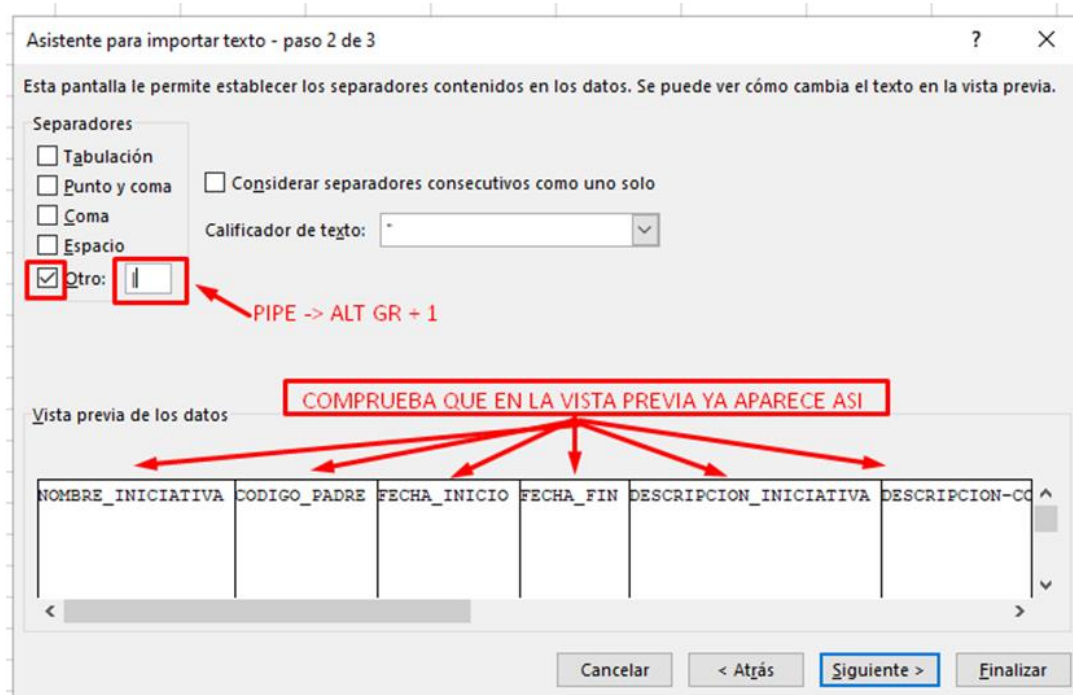 Asistente para importar texto - paso 2 de 3
?
Esta pantalla le permite establecer los separadores contenidos en los datos. Se puede ver cómo cambia el texto en la vista previa.
Separadores
Tabulación
Punto y coma
Considerar separadores consecutivos como uno solo
Coma
Calificador de texto: "
Espacio
Otro: |
PIPE -> ALT GR + 1
COMPRUEBA QUE EN LA VISTA PREVIA YA APARECE ASI
Vista previa de los datos
NOMBRE_INICIATIVA CODIGO_PADRE FECHA_INICIO FECHA_FIN DESCRIPCION_INICIATIVA DESCRIPCION-CO
Cancelar < Atrás Siguiente > Finalizar